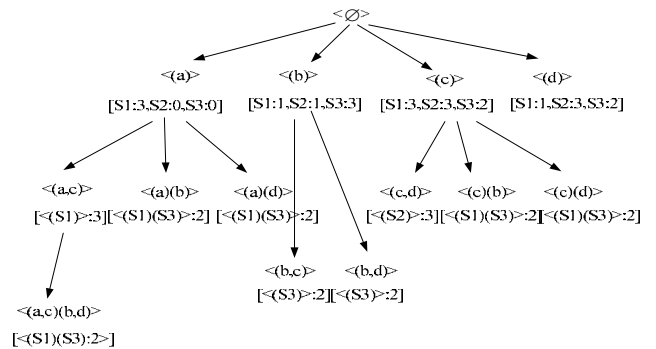 <∅>
<(a)> <(b)> <(c)> <(d)>
[S1:3,S2:0,S3:0] [S1:1,S2:1,S3:3] [S1:3,S2:3,S3:2] [S1:1,S2:3,S3:2]
<(a,c)> <(a)(b)> <(a)(d)> <(c,d)> <(c)(b)> <(c)(d)>
[<(S1)>:3] [<(S1)(S3)>:2] [<(S1)(S3)>:2] [<(S2)>:3] [<(S1)(S3)>:2] [<(S1)(S3)>:2]
<(b,c)> <(b,d)>
[<(S3)>:2] [<(S3)>:2]
<(a,c)(b,d)>
[<(S1)(S3):2>]